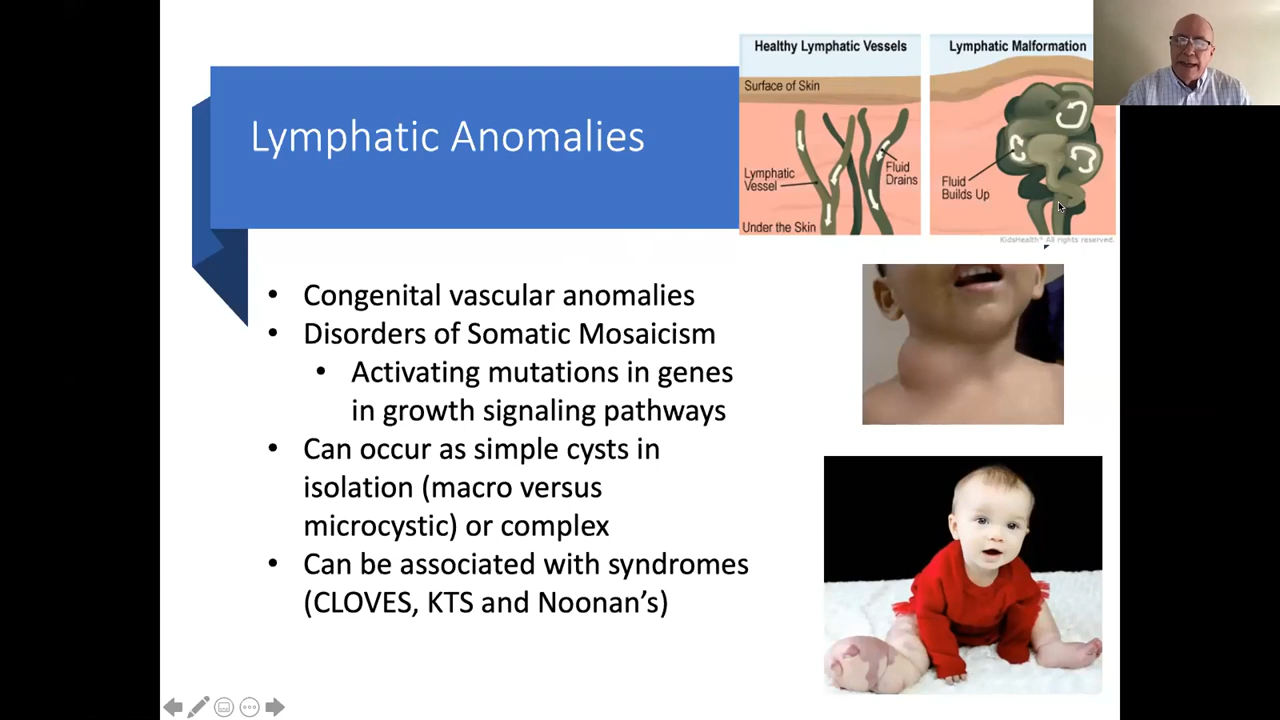 Lymphatic Anomalies
Healthy Lymphatic Vessels
Surface of Skin
Lymphatic
Vessel
Fluid
Drains
Under the Skin
Lymphatic Malformation
Fluid
Builds Up
KidsHealth™ All rights reserved.
• Congenital vascular anomalies
• Disorders of Somatic Mosaicism
• Activating mutations in genes
in growth signaling pathways
• Can occur as simple cysts in
isolation (macro versus
microcystic) or complex
• Can be associated with syndromes
(CLOVES, KTS and Noonan’s)